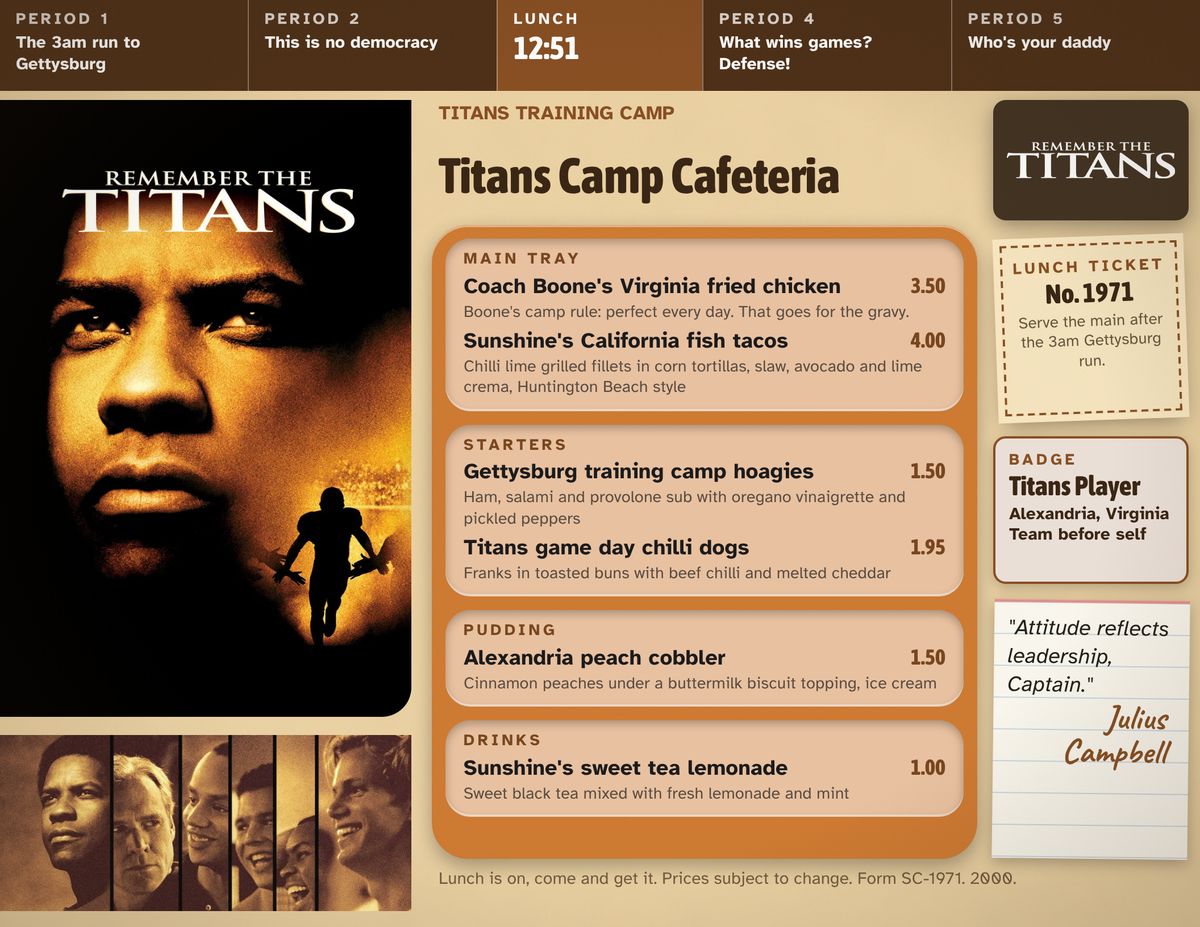 PERIOD 1
The 3am run to
Gettysburg
PERIOD 2
This is no democracy
LUNCH
12:51
PERIOD 4
What wins games?
Defense!
PERIOD 5
Who's your daddy
REMEMBER THE
TITANS
TITANS TRAINING CAMP
Titans Camp Cafeteria
MAIN TRAY
Coach Boone's Virginia fried chicken 3.50
Boone's camp rule: perfect every day. That goes for the gravy.
Sunshine's California fish tacos 4.00
Chilli lime grilled fillets in corn tortillas, slaw, avocado and lime
crema, Huntington Beach style
STARTERS
Gettysburg training camp hoagies 1.50
Ham, salami and provolone sub with oregano vinaigrette and
pickled peppers
Titans game day chilli dogs 1.95
Franks in toasted buns with beef chilli and melted cheddar
PUDDING
Alexandria peach cobbler 1.50
Cinnamon peaches under a buttermilk biscuit topping, ice cream
DRINKS
Sunshine's sweet tea lemonade 1.00
Sweet black tea mixed with fresh lemonade and mint
Lunch is on, come and get it. Prices subject to change. Form SC-1971. 2000.
REMEMBER THE
TITANS
LUNCH TICKET
No. 1971
Serve the main after
the 3am Gettysburg
run.
BADGE
Titans Player
Alexandria, Virginia
Team before self
"Attitude reflects
leadership,
Captain."
Julius
Campbell